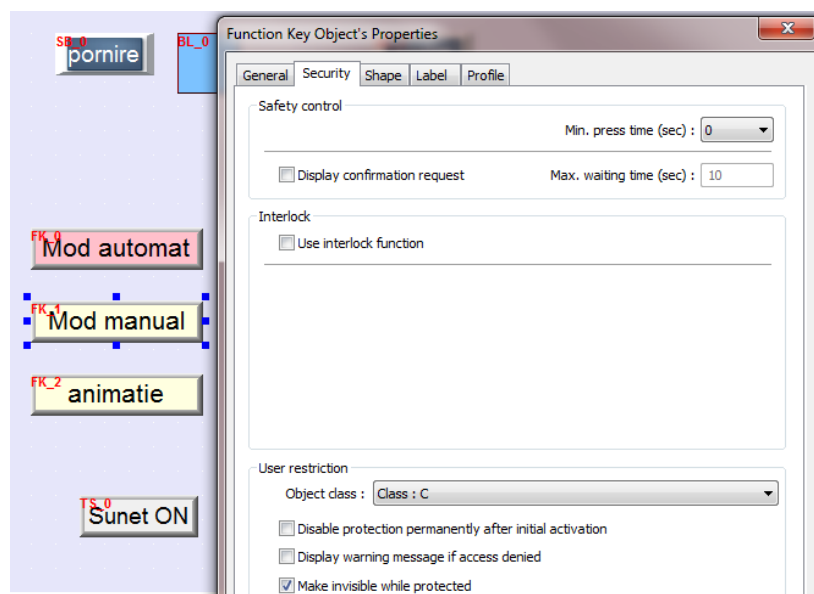 SB_0
pornire
BL_0
FK_0
Mod automat
FK_1
Mod manual
FK_2
animatie
TS_0
Sunet ON
Function Key Object's Properties
General Security Shape Label Profile
Safety control
Min. press time (sec) : 0
Display confirmation request Max. waiting time (sec) : 10
Interlock
Use interlock function
User restriction
Object class : Class : C
Disable protection permanently after initial activation
Display warning message if access denied
Make invisible while protected